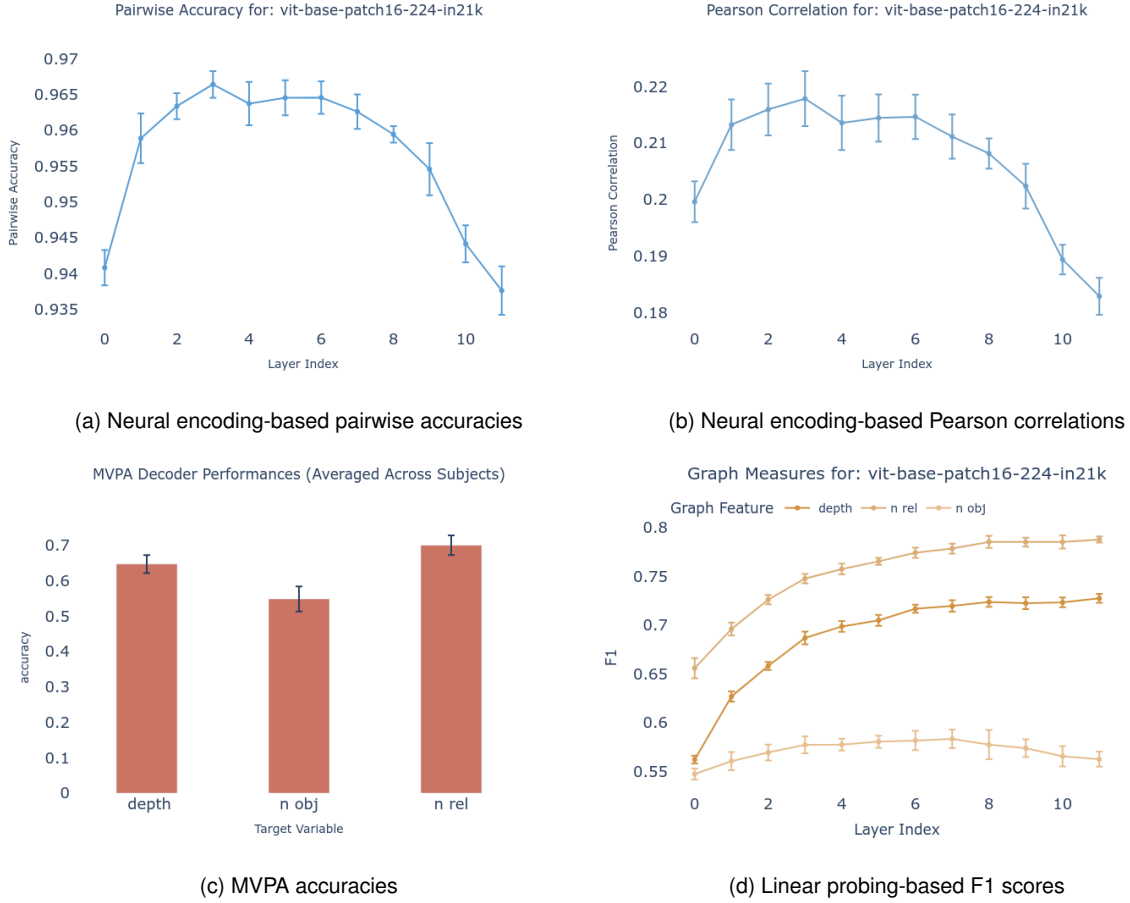 Pairwise Accuracy for: vit-base-patch16-224-in21k
0.97
0.965
0.96
0.955
0.95
0.945
0.94
0.935
Pairwise Accuracy
0 2 4 6 8 10
Layer Index
(a) Neural encoding-based pairwise accuracies
Pearson Correlation for: vit-base-patch16-224-in21k
0.22
0.21
0.2
0.19
0.18
Pearson Correlation
0 2 4 6 8 10
Layer Index
(b) Neural encoding-based Pearson correlations
MVPA Decoder Performances (Averaged Across Subjects)
0.7
0.6
0.5
0.4
0.3
0.2
0.1
0
accuracy
depth n obj n rel
Target Variable
(c) MVPA accuracies
Graph Measures for: vit-base-patch16-224-in21k
Graph Feature depth n rel n obj
0.8
0.75
0.7
0.65
0.6
0.55
F1
0 2 4 6 8 10
Layer Index
(d) Linear probing-based F1 scores